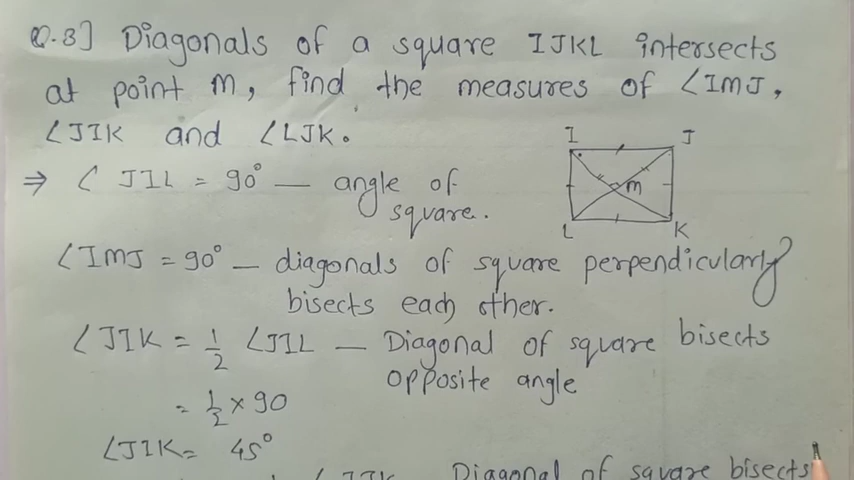 Q.3] Diagonals of a square IJKL intersects
at point M, find the measures of ∠IMJ,
∠JIK and ∠LJK.
I J
M
L K
⇒ ∠JIL = 90° — angle of
square.
∠IMJ = 90° — diagonals of square perpendicularly
bisects each other.
∠JIK = 1/2 ∠JIL — Diagonal of square bisects
opposite angle
= 1/2 × 90
∠JIK = 45°
Diagonal of square bisects